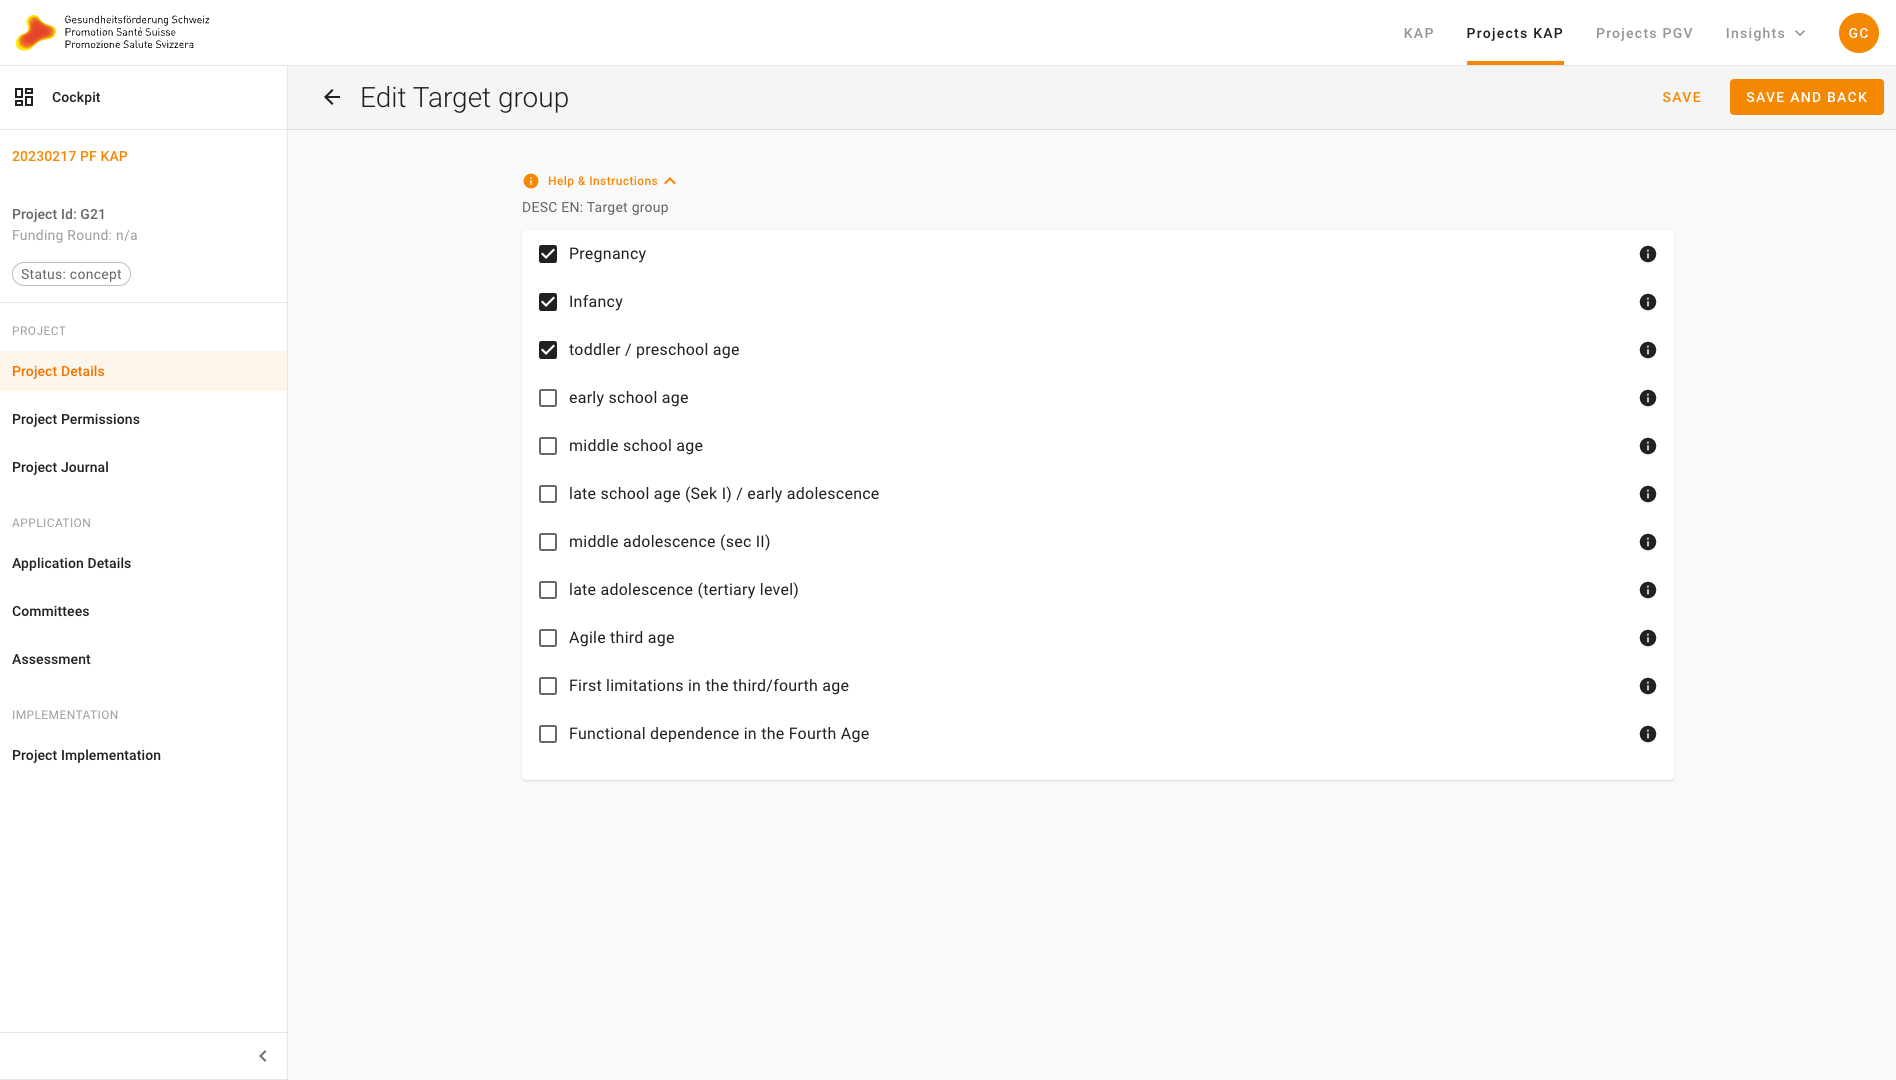 Gesundheitsförderung Schweiz
Promotion Santé Suisse
Promozione Salute Svizzera
KAP
Projects KAP
Projects PGV
Insights
GC
Cockpit
Edit Target group
SAVE
SAVE AND BACK
20230217 PF KAP
Project Id: G21
Funding Round: n/a
Status: concept
PROJECT
Project Details
Project Permissions
Project Journal
APPLICATION
Application Details
Committees
Assessment
IMPLEMENTATION
Project Implementation
Help & Instructions
DESC EN: Target group
Pregnancy
Infancy
toddler / preschool age
early school age
middle school age
late school age (Sek I) / early adolescence
middle adolescence (sec II)
late adolescence (tertiary level)
Agile third age
First limitations in the third/fourth age
Functional dependence in the Fourth Age